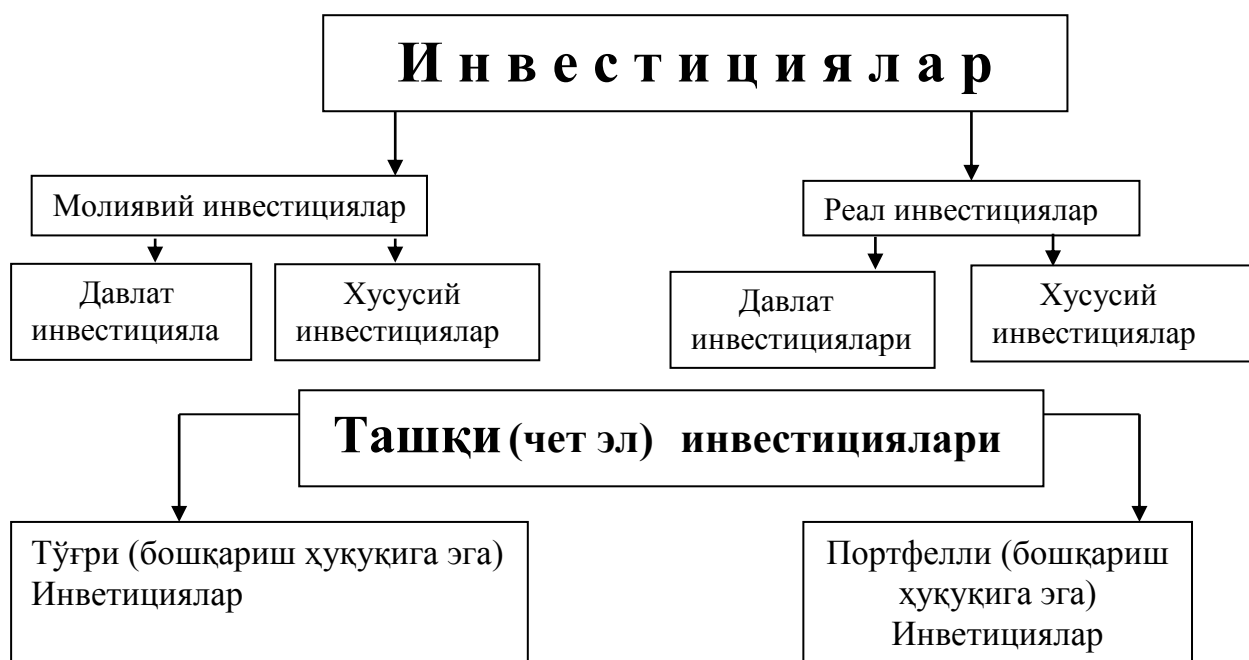 Инвестициялар
Молиявий инвестициялар
Реал инвестициялар
Давлат
инвестицияла
Хусусий
инвестициялар
Давлат
инвестициялари
Хусусий
инвестициялар
Ташқи (чет эл) инвестициялари
Тўғри (бошқариш ҳуқуқига эга)
Инветициялар
Портфелли (бошқариш
ҳуқуқига эга)
Инветициялар